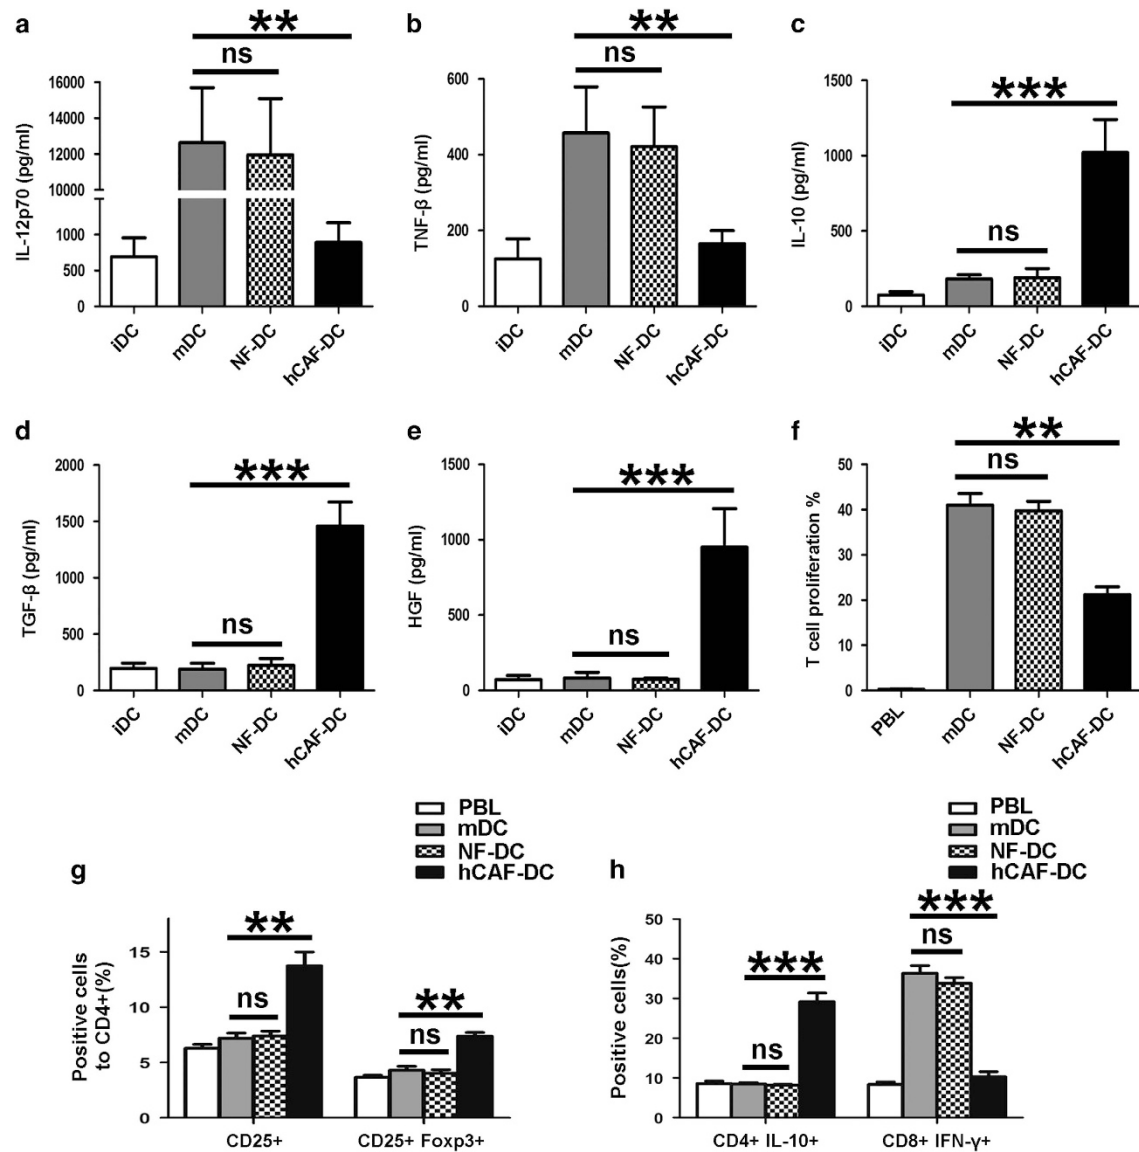 a
**
ns
IL-12p70 (pg/ml)
16000
14000
12000
10000
1000
500
0
iDC
mDC
NF-DC
hCAF-DC
b
**
ns
TNF-β (pg/ml)
600
400
200
0
iDC
mDC
NF-DC
hCAF-DC
c
***
ns
IL-10 (pg/ml)
1500
1000
500
0
iDC
mDC
NF-DC
hCAF-DC
d
***
ns
TGF-β (pg/ml)
2000
1500
1000
500
0
iDC
mDC
NF-DC
hCAF-DC
e
***
ns
HGF (pg/ml)
1500
1000
500
0
iDC
mDC
NF-DC
hCAF-DC
f
**
ns
T cell proliferation %
50
40
30
20
10
0
PBL
mDC
NF-DC
hCAF-DC
g
PBL
mDC
NF-DC
hCAF-DC
**
ns
**
ns
Positive cells
to CD4+(%)
15
10
5
0
CD25+
CD25+ Foxp3+
h
PBL
mDC
NF-DC
hCAF-DC
***
ns
***
ns
Positive cells(%)
50
40
30
20
10
0
CD4+ IL-10+
CD8+ IFN-γ+